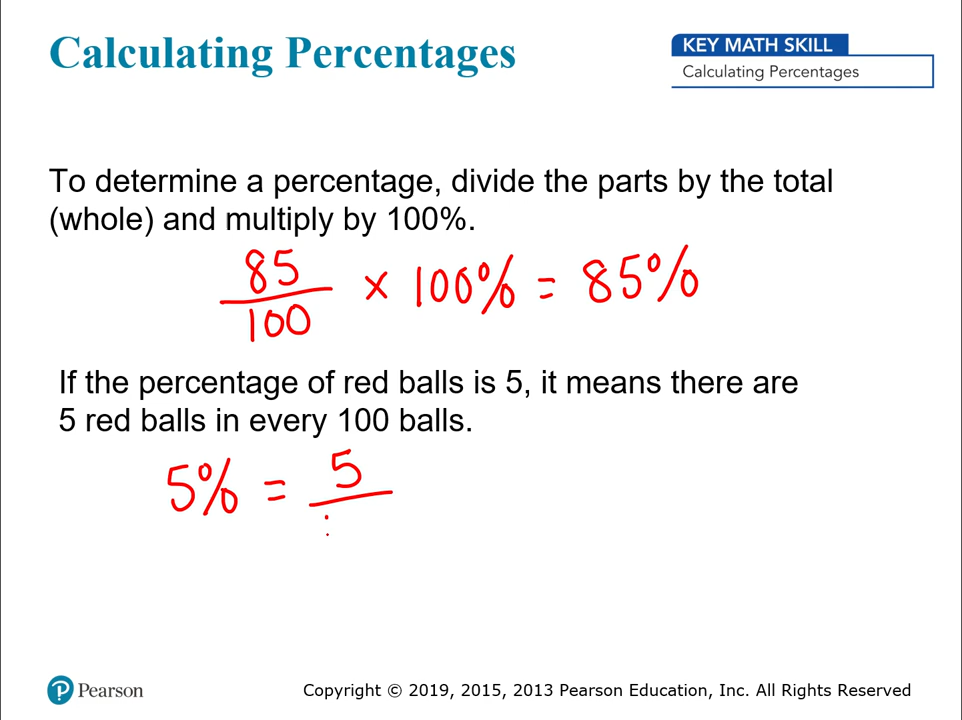 Calculating Percentages
KEY MATH SKILL
Calculating Percentages
To determine a percentage, divide the parts by the total
(whole) and multiply by 100%.
85/100 × 100% = 85%
If the percentage of red balls is 5, it means there are
5 red balls in every 100 balls.
5% = 5/
Pearson
Copyright © 2019, 2015, 2013 Pearson Education, Inc. All Rights Reserved